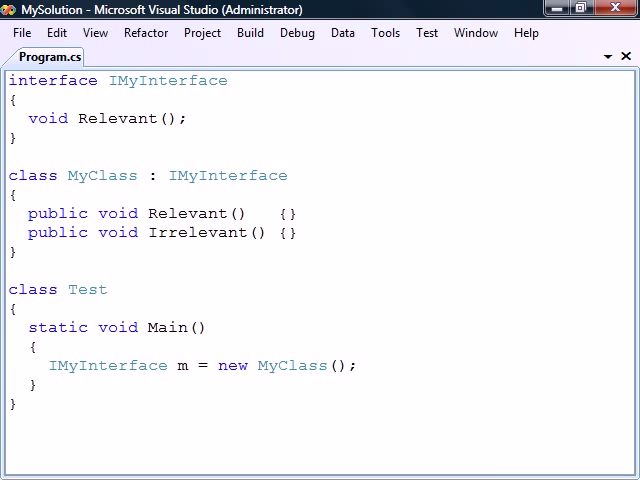 MySolution - Microsoft Visual Studio (Administrator)
File Edit View Refactor Project Build Debug Data Tools Test Window Help
Program.cs
interface IMyInterface
{
  void Relevant();
}
class MyClass : IMyInterface
{
  public void Relevant()   {}
  public void Irrelevant() {}
}
class Test
{
  static void Main()
  {
    IMyInterface m = new MyClass();
  }
}